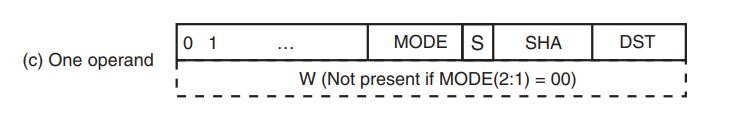 0 1 ... MODE S SHA DST
(c) One operand
W (Not present if MODE(2:1) = 00)